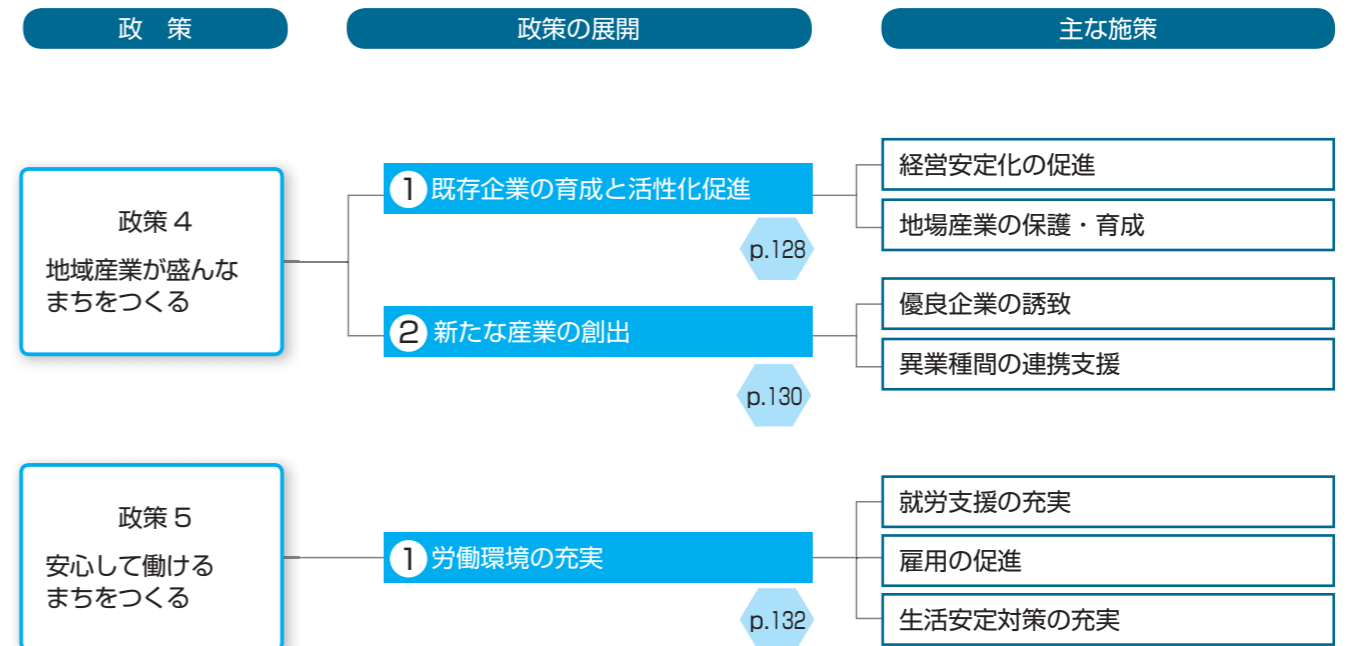 政　策
政策の展開
主な施策
政策 4
地域産業が盛んな
まちをつくる
1 既存企業の育成と活性化促進
p.128
経営安定化の促進
地場産業の保護・育成
2 新たな産業の創出
p.130
優良企業の誘致
異業種間の連携支援
政策 5
安心して働ける
まちをつくる
1 労働環境の充実
p.132
就労支援の充実
雇用の促進
生活安定対策の充実